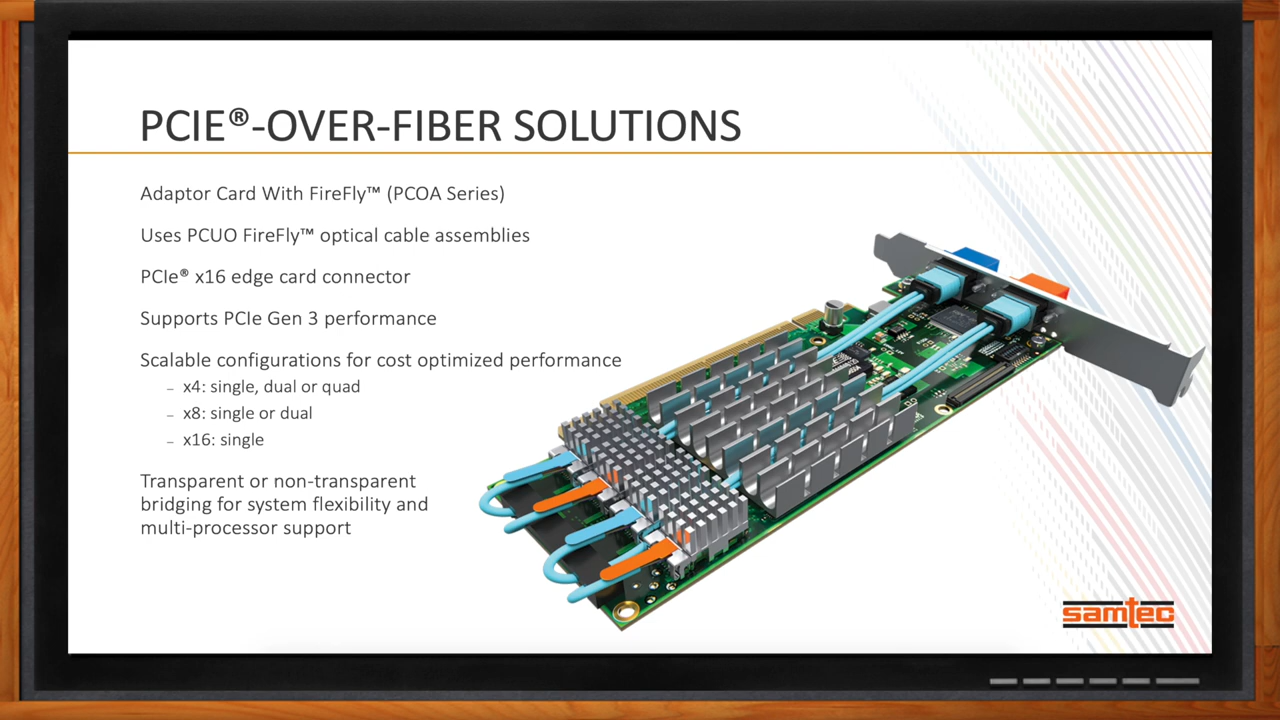 PCIE®-OVER-FIBER SOLUTIONS
Adaptor Card With FireFly™ (PCOA Series)
Uses PCUO FireFly™ optical cable assemblies
PCIe® x16 edge card connector
Supports PCIe Gen 3 performance
Scalable configurations for cost optimized performance
– x4: single, dual or quad
– x8: single or dual
– x16: single
Transparent or non-transparent
bridging for system flexibility and
multi-processor support
samtec